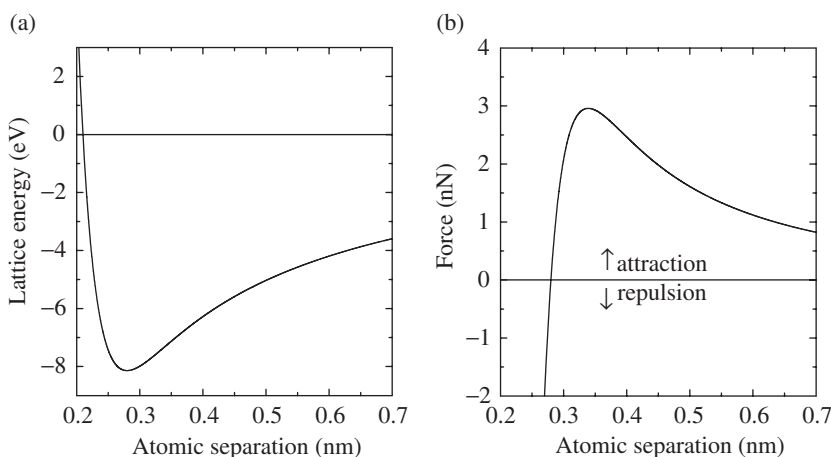 (a)
2
0
−2
−4
−6
−8
Lattice energy (eV)
0.2 0.3 0.4 0.5 0.6 0.7
Atomic separation (nm)
(b)
4
3
2
1
0
−1
−2
Force (nN)
↑ attraction
↓ repulsion
0.2 0.3 0.4 0.5 0.6 0.7
Atomic separation (nm)